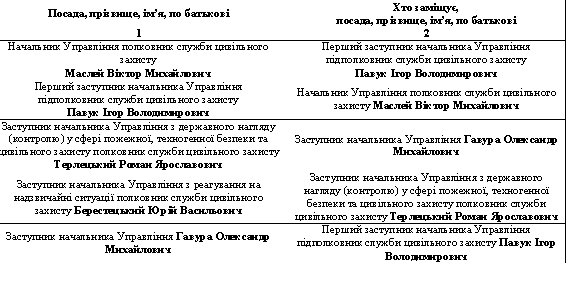 Посада, прізвище, ім’я, по батькові
Хто заміщує,
посада, прізвище, ім’я, по батькові
1
2
Начальник Управління полковник служби цивільного
захисту
Маслей Віктор Михайлович
Перший заступник начальника Управління
підполковник служби цивільного захисту
Павук Ігор Володимирович
Перший заступник начальника Управління
підполковник служби цивільного захисту
Павук Ігор Володимирович
Начальник Управління полковник служби цивільного
захисту Маслей Віктор Михайлович
Заступник начальника Управління з державного нагляду
(контролю) у сфері пожежної, техногенної безпеки та
цивільного захисту полковник служби цивільного захисту
Терлецький Роман Ярославович
Заступник начальника Управління Гавура Олександр
Михайлович
Заступник начальника Управління з реагування на
надзвичайні ситуації полковник служби цивільного
захисту Берестецький Юрій Васильович
Заступник начальника Управління з державного
нагляду (контролю) у сфері пожежної, техногенної
безпеки та цивільного захисту полковник служби
цивільного захисту Терлецький Роман Ярославович
Заступник начальника Управління Гавура Олександр
Михайлович
Перший заступник начальника Управління
підполковник служби цивільного захисту Павук Ігор
Володимирович